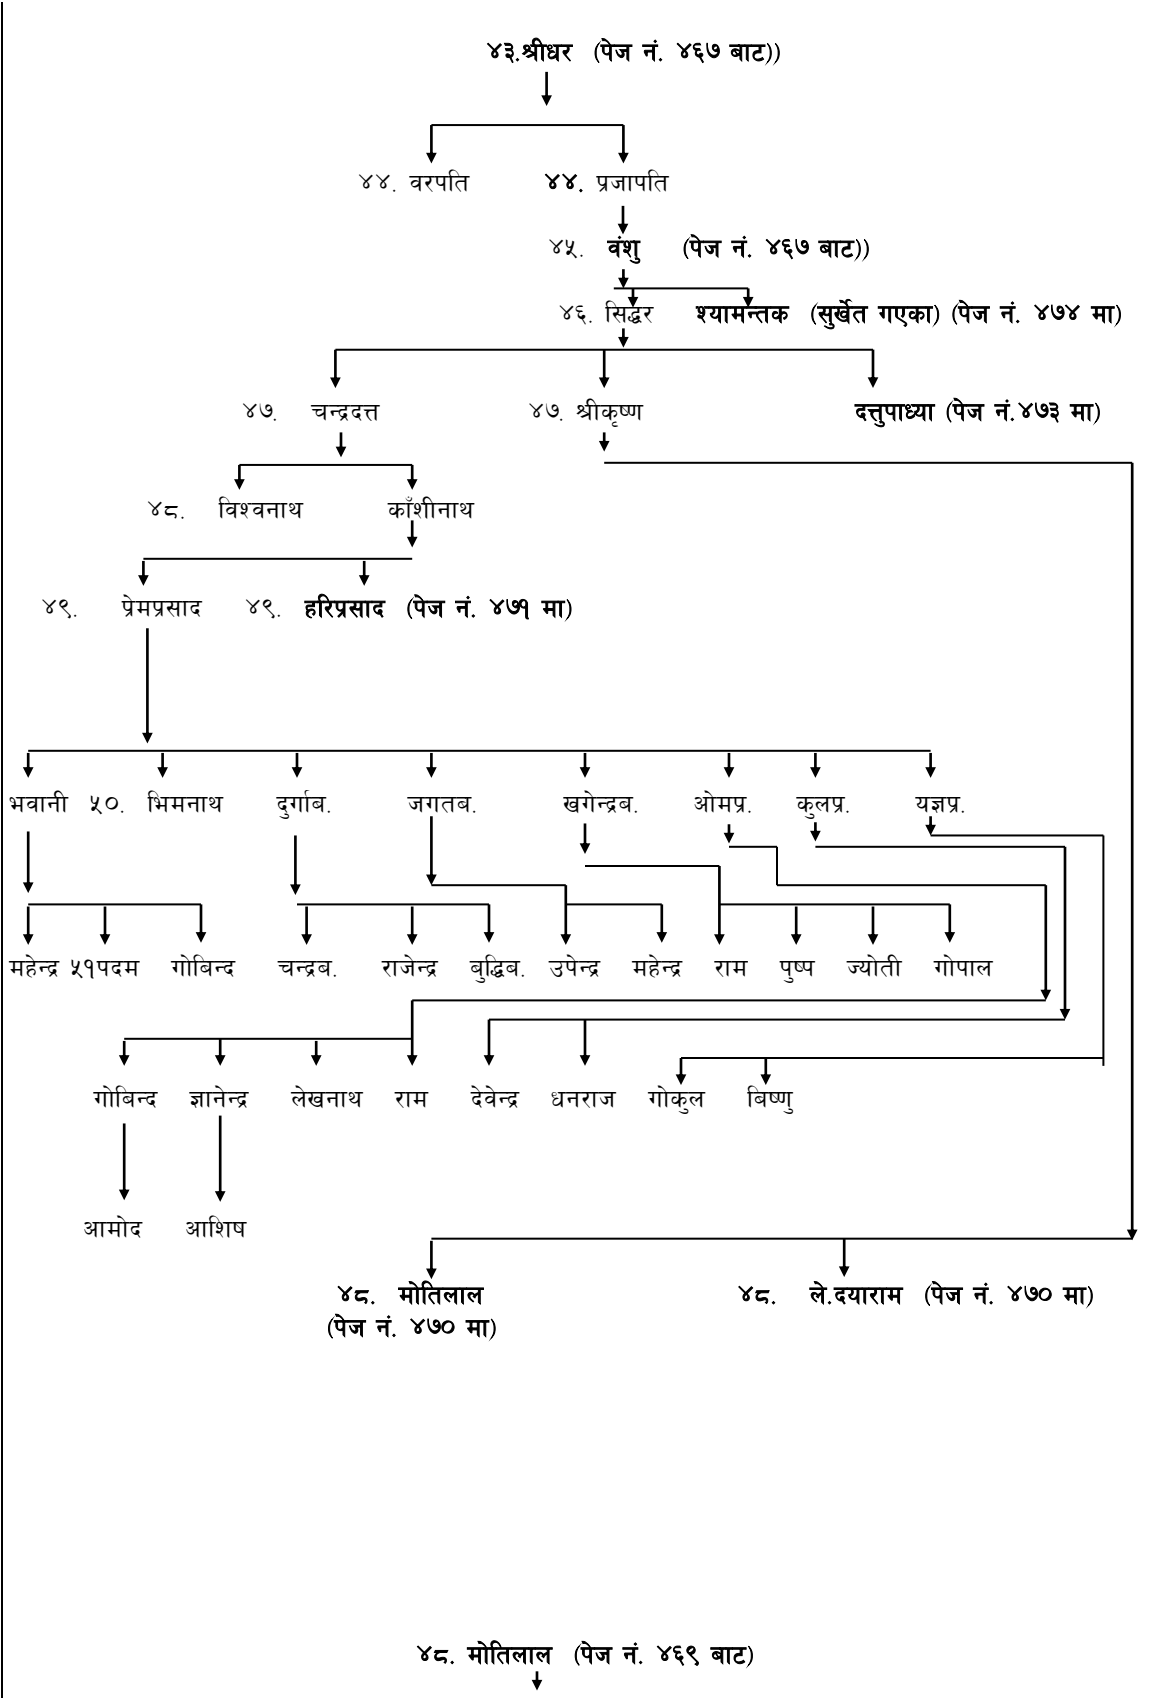 ४३.श्रीधर (पेज नं. ४६७ बाट))
४४. वरपति ४४. प्रजापति
४५. वंशु (पेज नं. ४६७ बाट))
४६. सिद्धर श्यामन्तक (सुर्खेत गएका) (पेज नं. ४७४ मा)
४७. चन्द्रदत्त ४७. श्रीकृष्ण दत्तुपाध्या (पेज नं.४७३ मा)
४८. विश्वनाथ काँशीनाथ
४९. प्रेमप्रसाद ४९. हरिप्रसाद (पेज नं. ४७१ मा)
भवानी ५०. भिमनाथ दुर्गाब. जगतब. खगेन्द्रब. ओमप्र. कुलप्र. यज्ञप्र.
महेन्द्र ५१पदम गोबिन्द चन्द्रब. राजेन्द्र बुद्धिब. उपेन्द्र महेन्द्र राम पुष्प ज्योती गोपाल
गोबिन्द ज्ञानेन्द्र लेखनाथ राम देवेन्द्र धनराज गोकुल बिष्णु
आमोद आशिष
४८. मोतिलाल ४८. ले.दयाराम (पेज नं. ४७० मा)
(पेज नं. ४७० मा)
४८. मोतिलाल (पेज नं. ४६९ बाट)